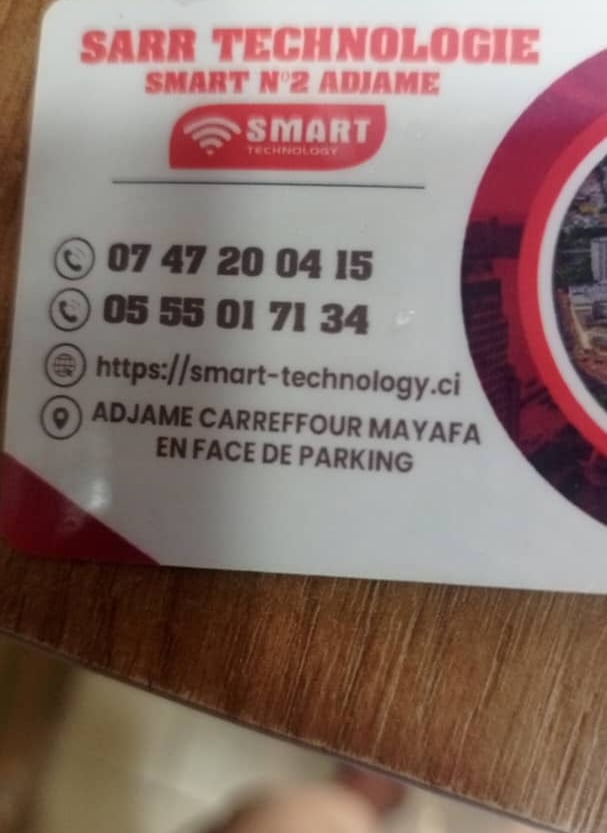 SARR TECHNOLOGIE
SMART N°2 ADJAME
SMART
TECHNOLOGY
07 47 20 04 15
05 55 01 71 34
https://smart-technology.ci
ADJAME CARREFFOUR MAYAFA
EN FACE DE PARKING